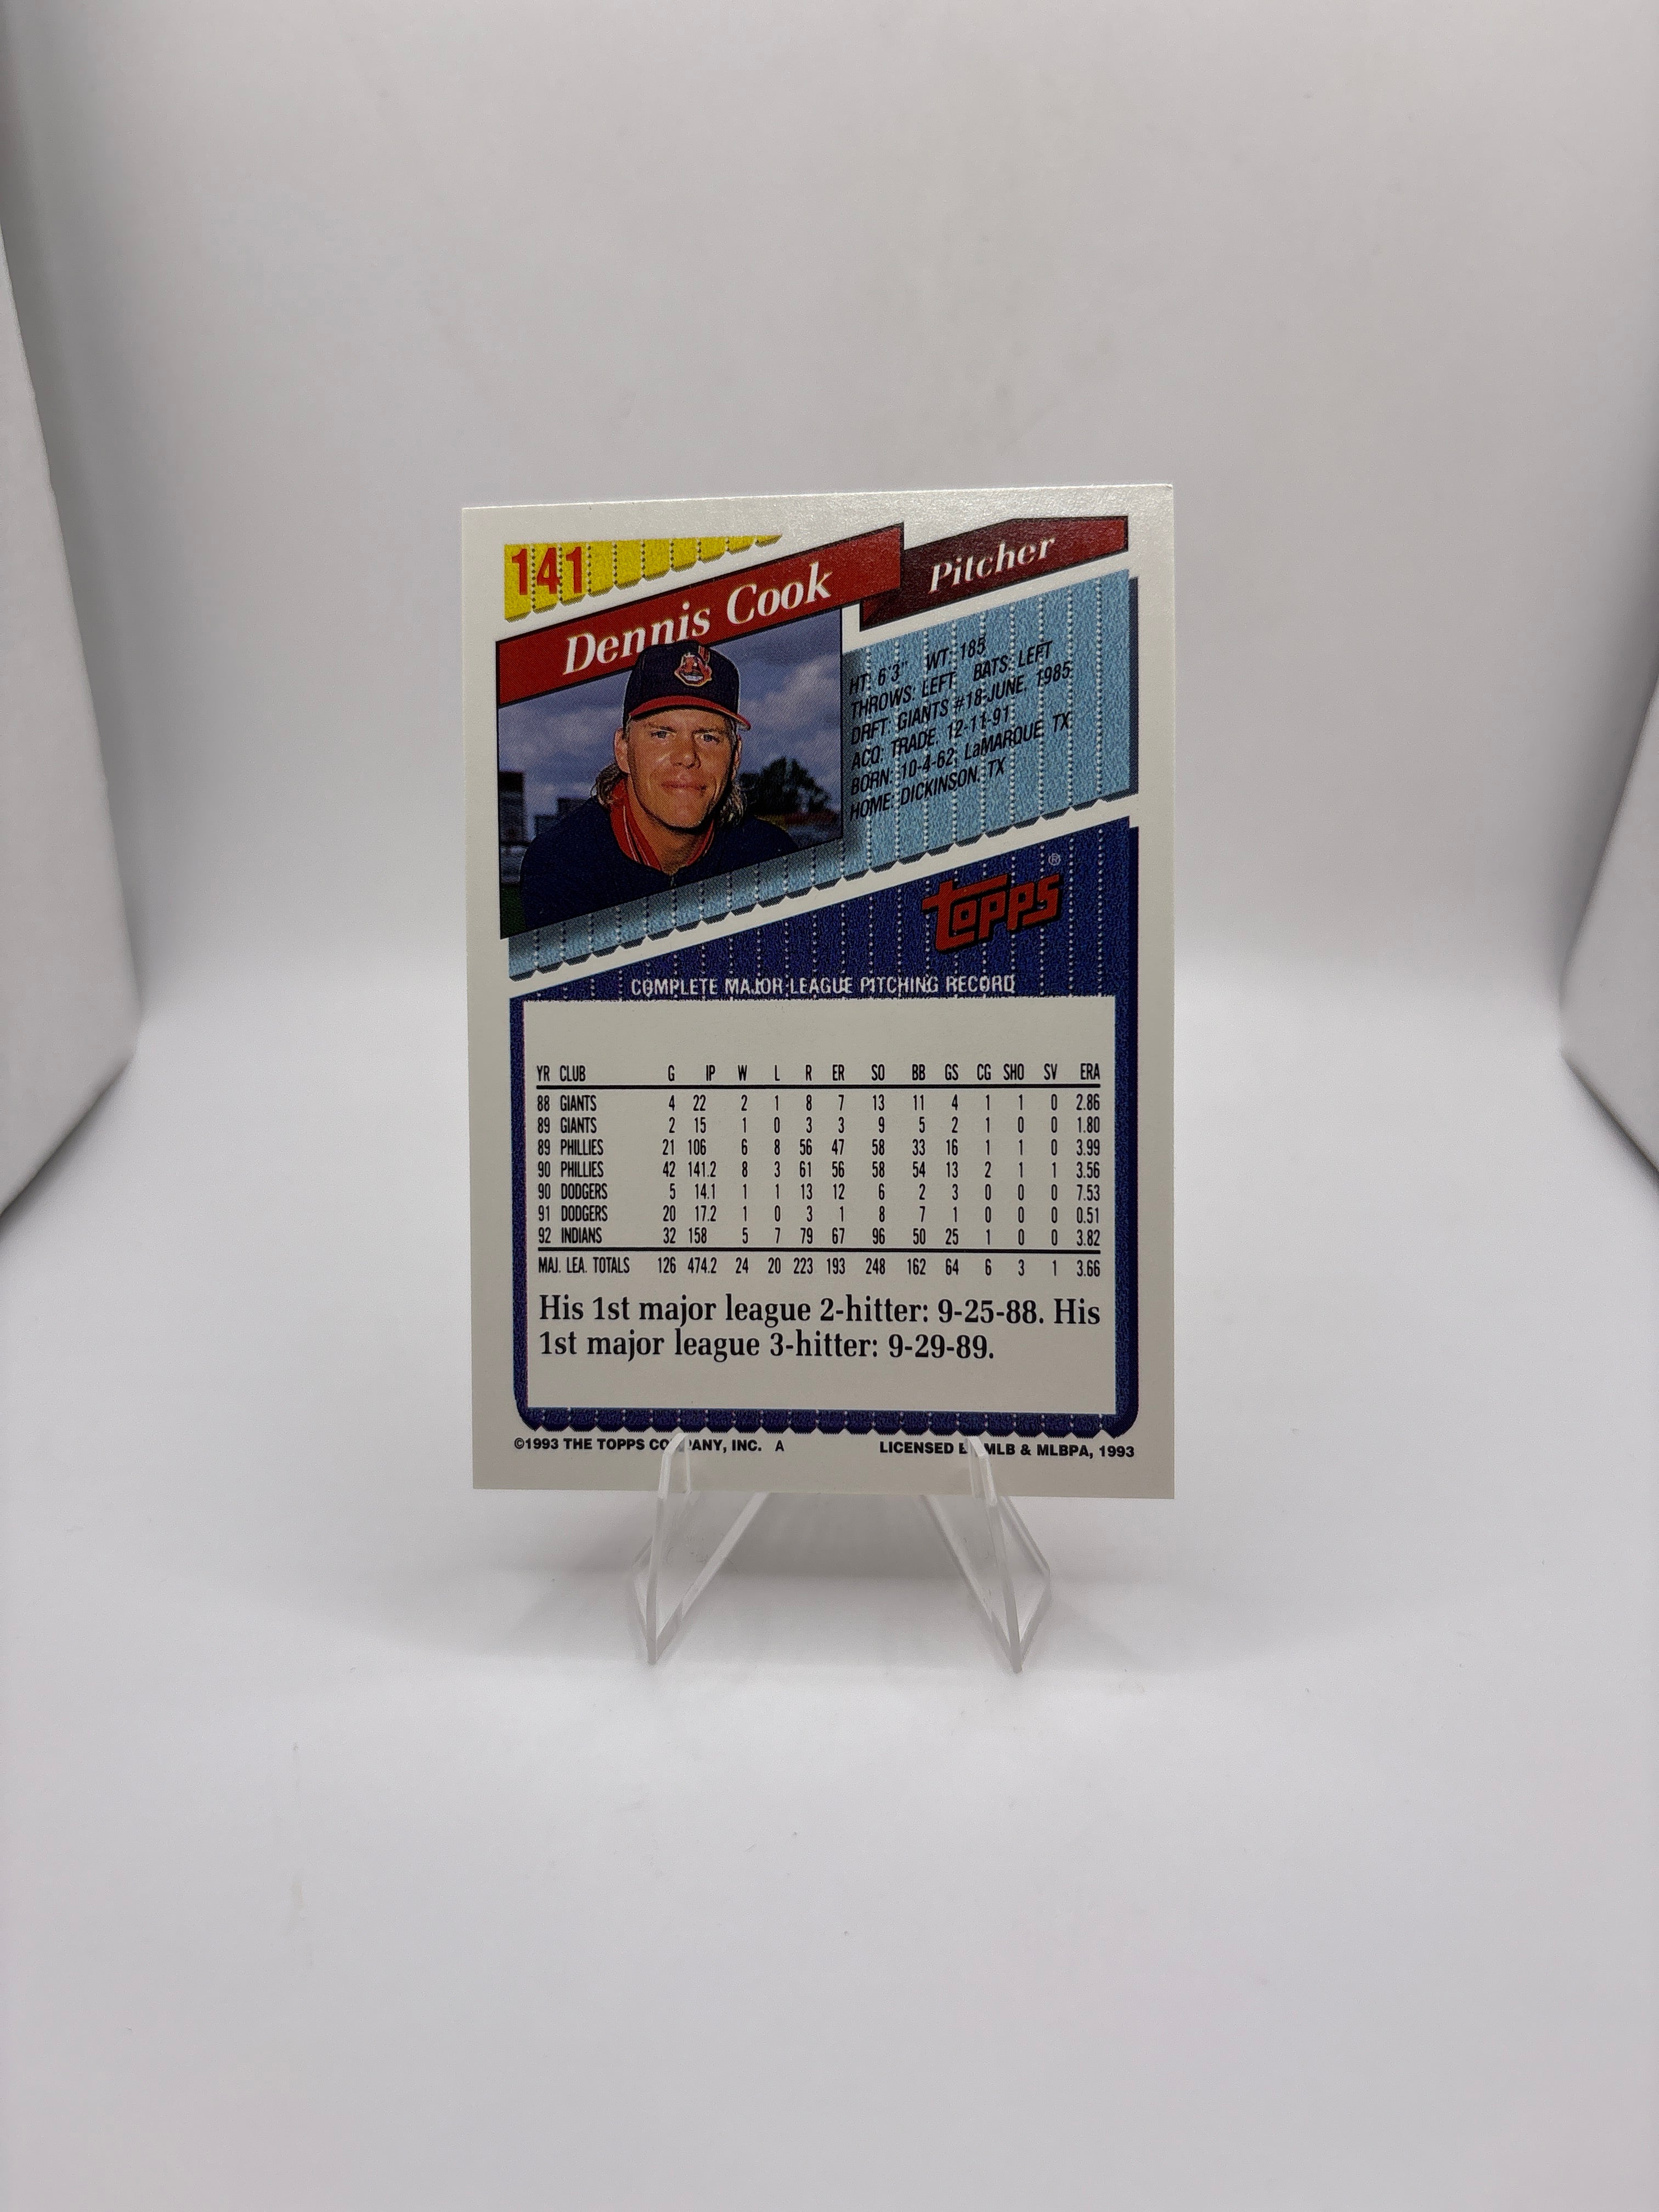 141
Dennis Cook
Pitcher
HT: 6'3" WT: 185
THROWS: LEFT BATS: LEFT
DRFT: GIANTS #18-JUNE, 1985
ACQ: TRADE, 12-11-91
BORN: 10-4-62, LaMARQUE, TX
HOME: DICKINSON, TX
topps®
COMPLETE MAJOR LEAGUE PITCHING RECORD
YR CLUB G IP W L R ER SO BB GS CG SHO SV ERA
88 GIANTS 4 22 2 1 8 7 13 11 4 1 1 0 2.86
89 GIANTS 2 15 1 0 3 3 9 5 2 1 0 0 1.80
89 PHILLIES 21 106 6 8 56 47 58 33 16 1 1 0 3.99
90 PHILLIES 42 141.2 8 3 61 56 58 54 13 2 1 1 3.56
90 DODGERS 5 14.1 1 1 13 12 6 2 3 0 0 0 7.53
91 DODGERS 20 17.2 1 0 3 1 8 7 1 0 0 0 0.51
92 INDIANS 32 158 5 7 79 67 96 50 25 1 0 0 3.82
MAJ. LEA. TOTALS 126 474.2 24 20 223 193 248 162 64 6 3 1 3.66
His 1st major league 2-hitter: 9-25-88. His
1st major league 3-hitter: 9-29-89.
©1993 THE TOPPS COMPANY, INC. A LICENSED BY MLB & MLBPA, 1993